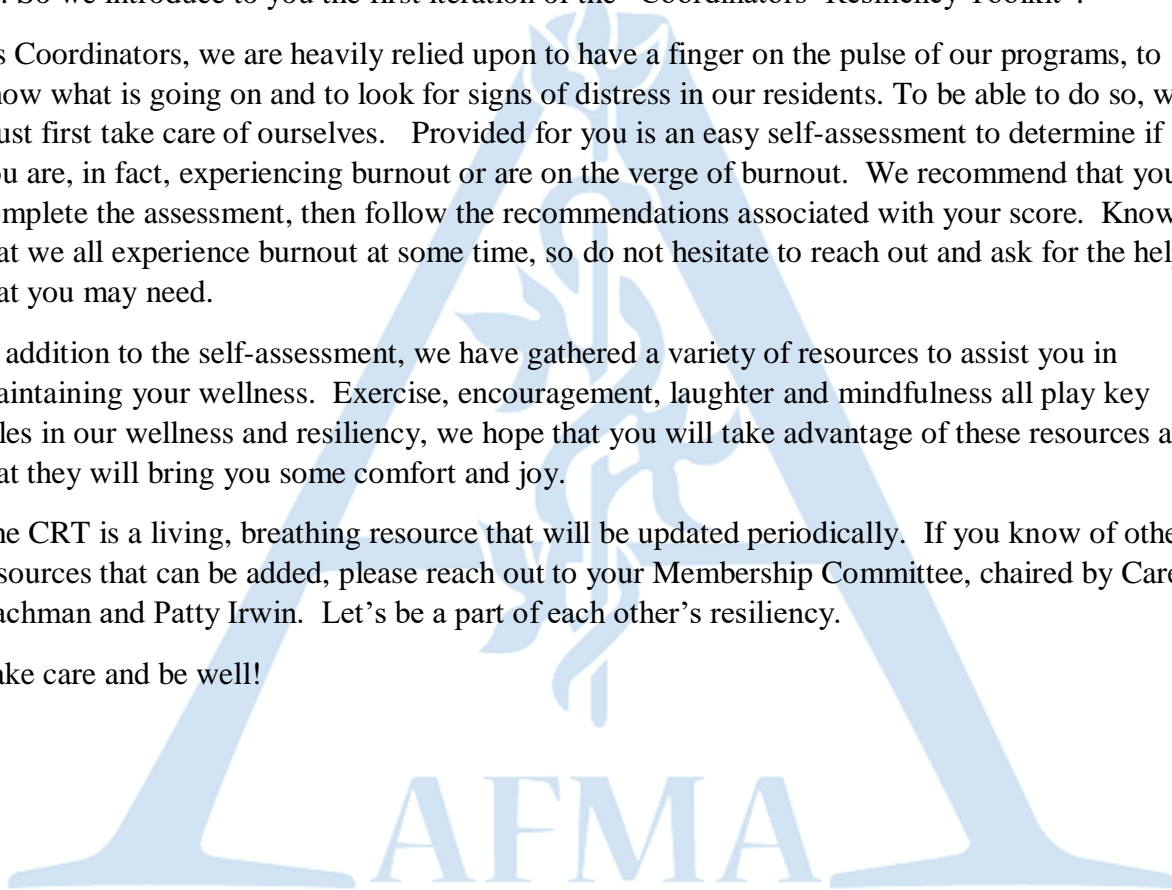 So we introduce to you the first iteration of the "Coordinators' Resiliency Toolkit".
s Coordinators, we are heavily relied upon to have a finger on the pulse of our programs, to
now what is going on and to look for signs of distress in our residents. To be able to do so, w
ust first take care of ourselves. Provided for you is an easy self-assessment to determine if
ou are, in fact, experiencing burnout or are on the verge of burnout. We recommend that you
omplete the assessment, then follow the recommendations associated with your score. Know
at we all experience burnout at some time, so do not hesitate to reach out and ask for the hel
at you may need.
addition to the self-assessment, we have gathered a variety of resources to assist you in
aintaining your wellness. Exercise, encouragement, laughter and mindfulness all play key
les in our wellness and resiliency, we hope that you will take advantage of these resources a
at they will bring you some comfort and joy.
he CRT is a living, breathing resource that will be updated periodically. If you know of othe
sources that can be added, please reach out to your Membership Committee, chaired by Care
achman and Patty Irwin. Let's be a part of each other's resiliency.
ake care and be well!
AFMA